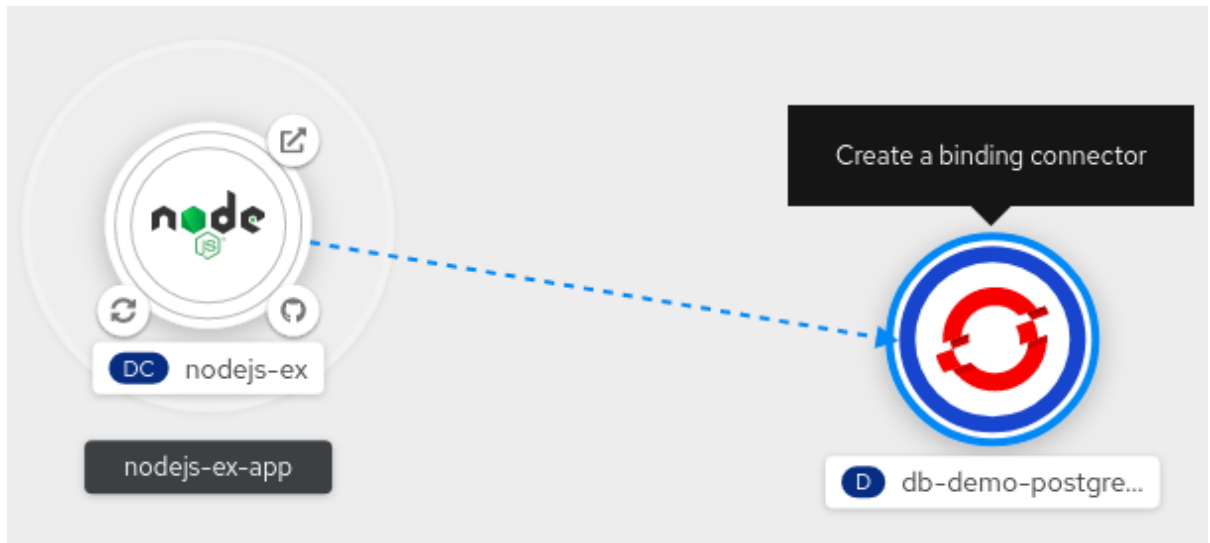 Create a binding connector
node
JS
DC nodejs-ex
nodejs-ex-app
D db-demo-postgre...